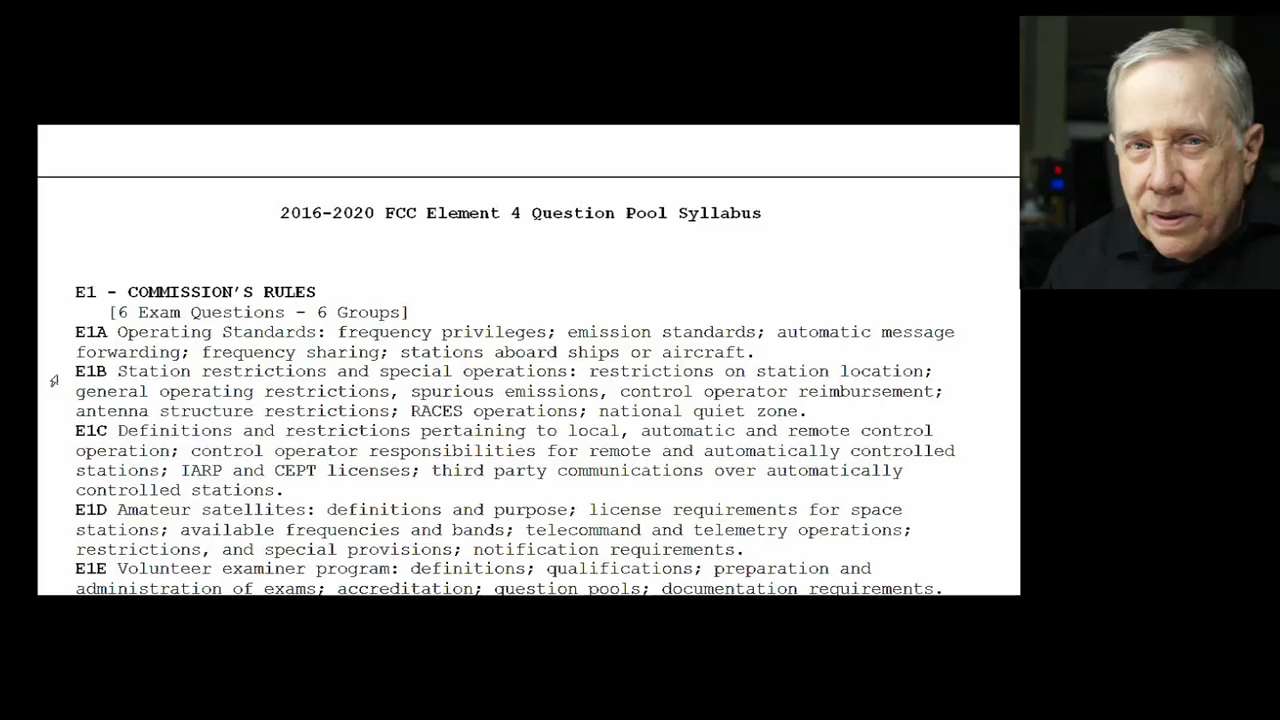 2016-2020 FCC Element 4 Question Pool Syllabus
E1 - COMMISSION'S RULES
[6 Exam Questions - 6 Groups]
E1A Operating Standards: frequency privileges; emission standards; automatic message
forwarding; frequency sharing; stations aboard ships or aircraft.
E1B Station restrictions and special operations: restrictions on station location;
general operating restrictions, spurious emissions, control operator reimbursement;
antenna structure restrictions; RACES operations; national quiet zone.
E1C Definitions and restrictions pertaining to local, automatic and remote control
operation; control operator responsibilities for remote and automatically controlled
stations; IARP and CEPT licenses; third party communications over automatically
controlled stations.
E1D Amateur satellites: definitions and purpose; license requirements for space
stations; available frequencies and bands; telecommand and telemetry operations;
restrictions, and special provisions; notification requirements.
E1E Volunteer examiner program: definitions; qualifications; preparation and
administration of exams; accreditation; question pools; documentation requirements.